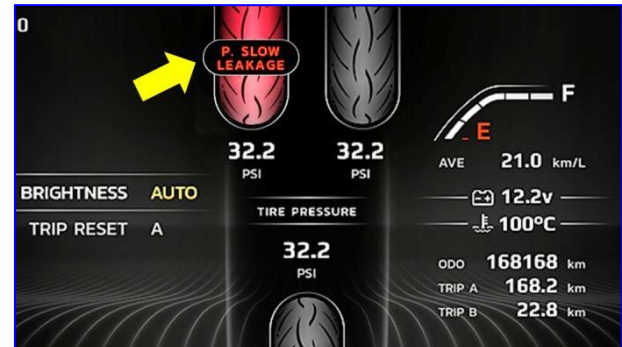 0
P. SLOW
LEAKAGE
32.2
PSI
32.2
PSI
BRIGHTNESS AUTO
TRIP RESET A
TIRE PRESSURE
32.2
PSI
F
E
AVE 21.0 km/L
12.2v
100°C
ODO 168168 km
TRIP A 168.2 km
TRIP B 22.8 km